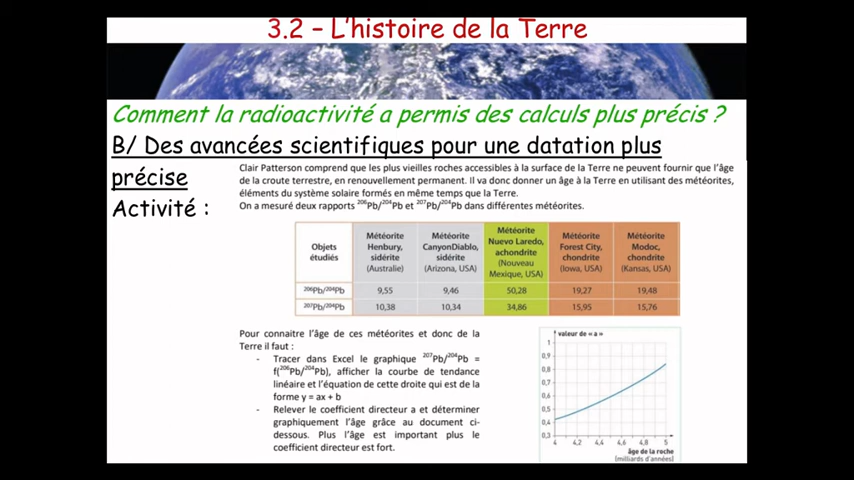 3.2 – L'histoire de la Terre
Comment la radioactivité a permis des calculs plus précis ?
B/ Des avancées scientifiques pour une datation plus
précise
Activité :
Clair Patterson comprend que les plus vieilles roches accessibles à la surface de la Terre ne peuvent fournir que l'âge
de la croute terrestre, en renouvellement permanent. Il va donc donner un âge à la Terre en utilisant des météorites,
éléments du système solaire formés en même temps que la Terre.
On a mesuré deux rapports ²⁰⁶Pb/²⁰⁴Pb et ²⁰⁷Pb/²⁰⁴Pb dans différentes météorites.
Objets
étudiés
Météorite
Henbury,
sidérite
(Australie)
Météorite
CanyonDiablo,
sidérite
(Arizona, USA)
Météorite
Nuevo Laredo,
achondrite
(Nouveau
Mexique, USA)
Météorite
Forest City,
chondrite
(Iowa, USA)
Météorite
Modoc,
chondrite
(Kansas, USA)
²⁰⁶Pb/²⁰⁴Pb 9,55 9,46 50,28 19,27 19,48
²⁰⁷Pb/²⁰⁴Pb 10,38 10,34 34,86 15,95 15,76
Pour connaitre l'âge de ces météorites et donc de la
Terre il faut :
- Tracer dans Excel le graphique ²⁰⁷Pb/²⁰⁴Pb =
f(²⁰⁶Pb/²⁰⁴Pb), afficher la courbe de tendance
linéaire et l'équation de cette droite qui est de la
forme y = ax + b
- Relever le coefficient directeur a et déterminer
graphiquement l'âge grâce au document ci-
dessous. Plus l'âge est important plus le
coefficient directeur est fort.
valeur de « a »
1
0,9
0,8
0,7
0,6
0,5
0,4
0,3
4 4,2 4,4 4,6 4,8 5
âge de la roche
(milliards d'années)